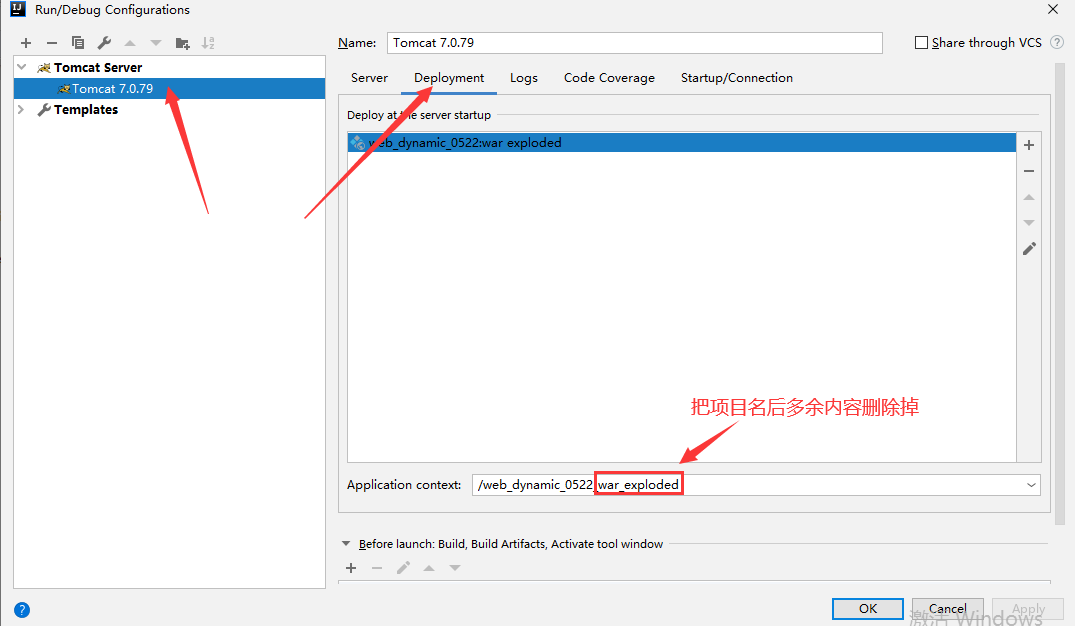 Run/Debug Configurations
Name: Tomcat 7.0.79
Share through VCS
Tomcat Server
Tomcat 7.0.79
Templates
Server Deployment Logs Code Coverage Startup/Connection
Deploy at the server startup
web_dynamic_0522:war exploded
把项目名后多余内容删除掉
Application context: /web_dynamic_0522_war_exploded
Before launch: Build, Build Artifacts, Activate tool window
OK Cancel Apply
激活 Windows